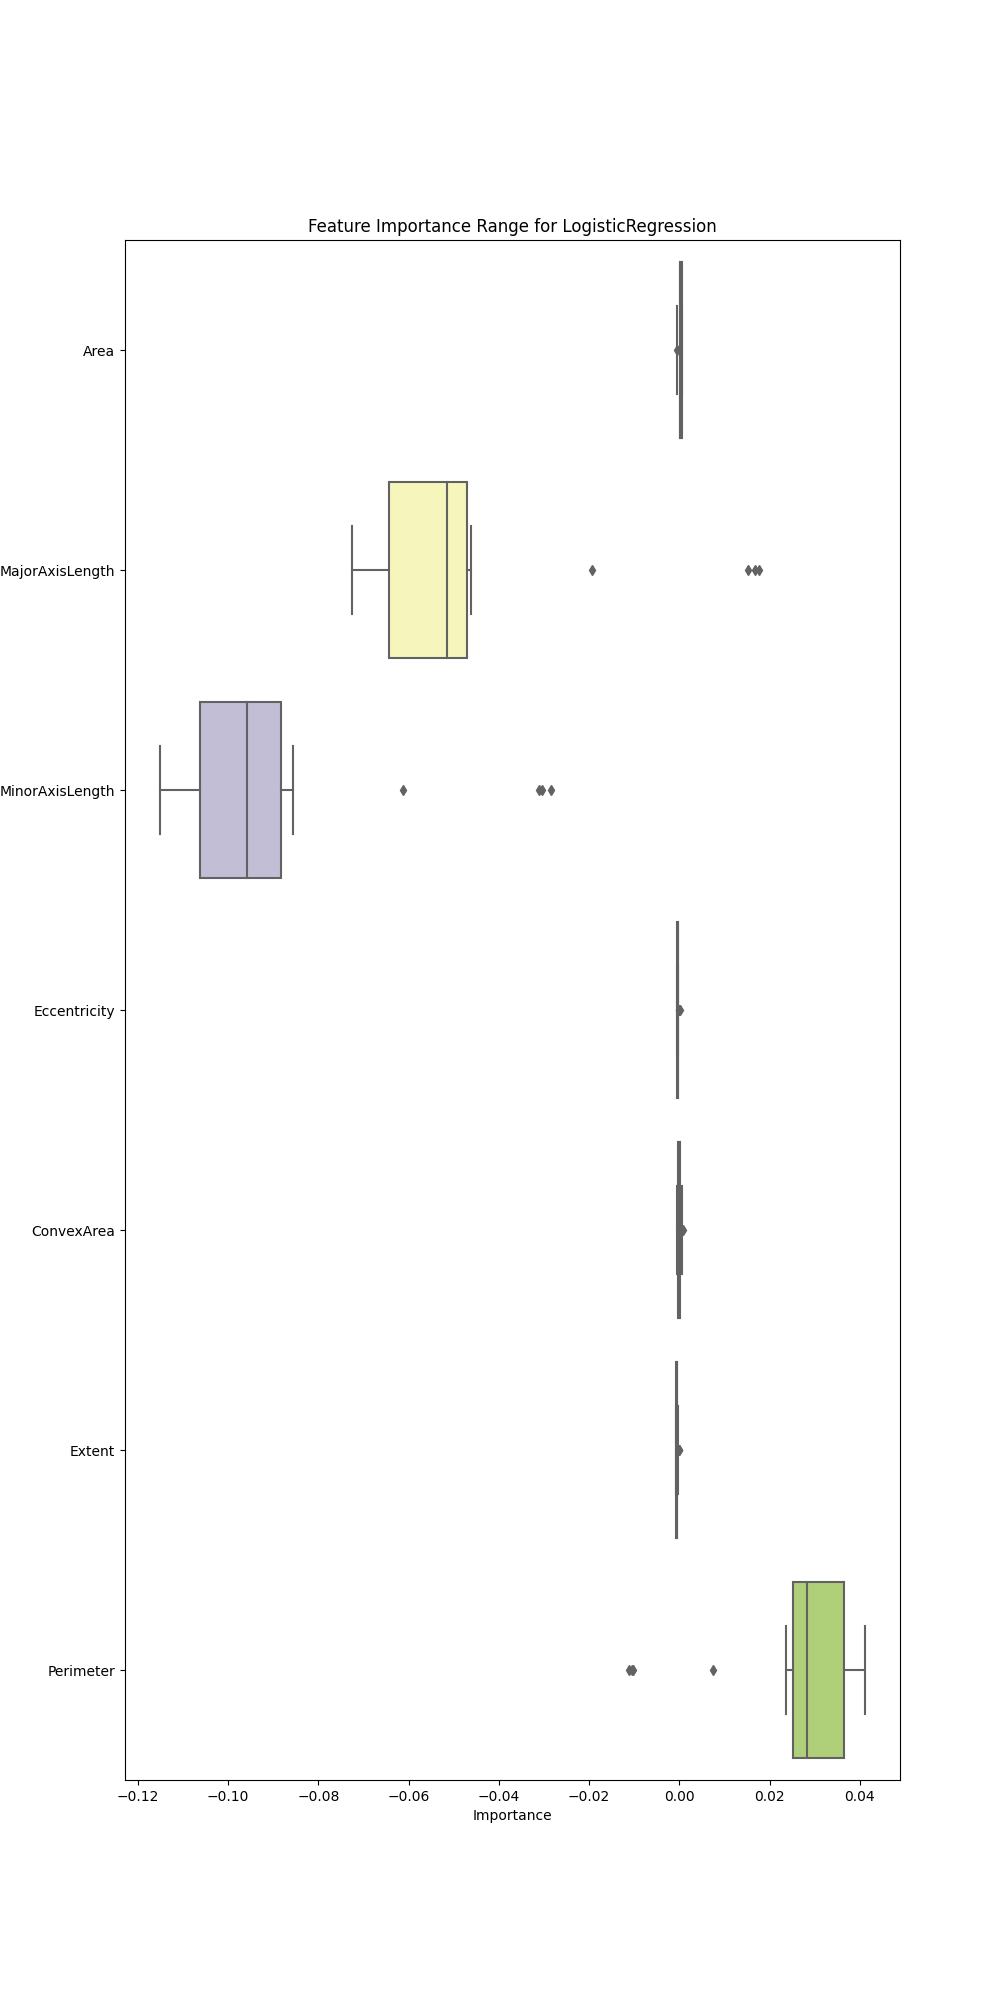 Feature Importance Range for LogisticRegression
Area
MajorAxisLength
MinorAxisLength
Eccentricity
ConvexArea
Extent
Perimeter
−0.12 −0.10 −0.08 −0.06 −0.04 −0.02 0.00 0.02 0.04
Importance